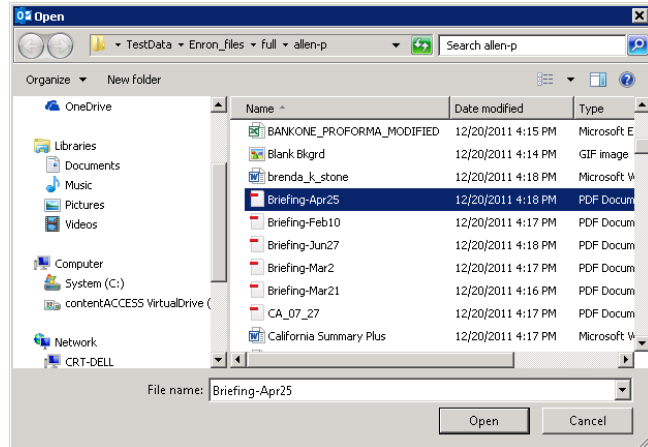 Open
TestData Enron_files full allen-p Search allen-p
Organize New folder
OneDrive
Libraries
Documents
Music
Pictures
Videos
Computer
System (C:)
contentACCESS VirtualDrive (
Network
CRT-DELL
Name Date modified Type
BANKONE_PROFORMA_MODIFIED 12/20/2011 4:15 PM Microsoft E
Blank Bkgrd 12/20/2011 4:14 PM GIF image
brenda_k_stone 12/20/2011 4:18 PM Microsoft W
Briefing-Apr25 12/20/2011 4:18 PM PDF Docum
Briefing-Feb10 12/20/2011 4:17 PM PDF Docum
Briefing-Jun27 12/20/2011 4:18 PM PDF Docum
Briefing-Mar2 12/20/2011 4:17 PM PDF Docum
Briefing-Mar21 12/20/2011 4:16 PM PDF Docum
CA_07_27 12/20/2011 4:17 PM PDF Docum
California Summary Plus 12/20/2011 4:17 PM Microsoft W
File name: Briefing-Apr25
Open Cancel